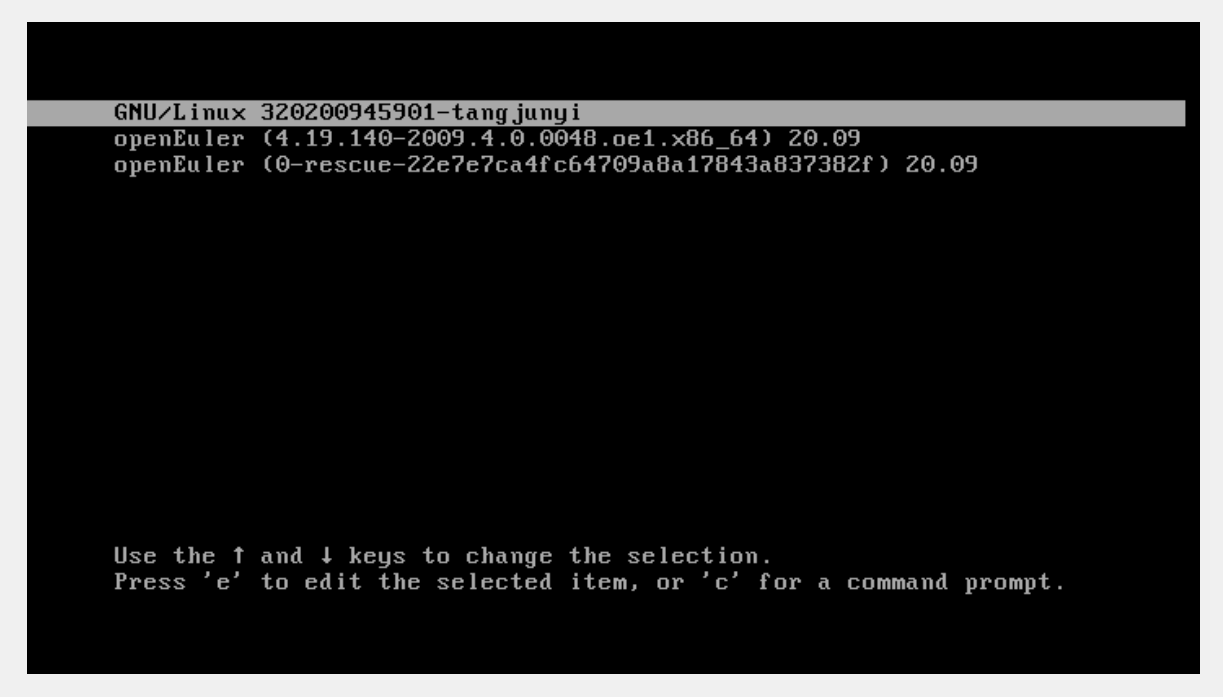 GNU/Linux 320200945901-tangjunyi
openEuler (4.19.140-2009.4.0.0048.oe1.x86_64) 20.09
openEuler (0-rescue-22e7e7ca4fc64709a8a17843a837382f) 20.09
Use the ↑ and ↓ keys to change the selection.
Press 'e' to edit the selected item, or 'c' for a command prompt.